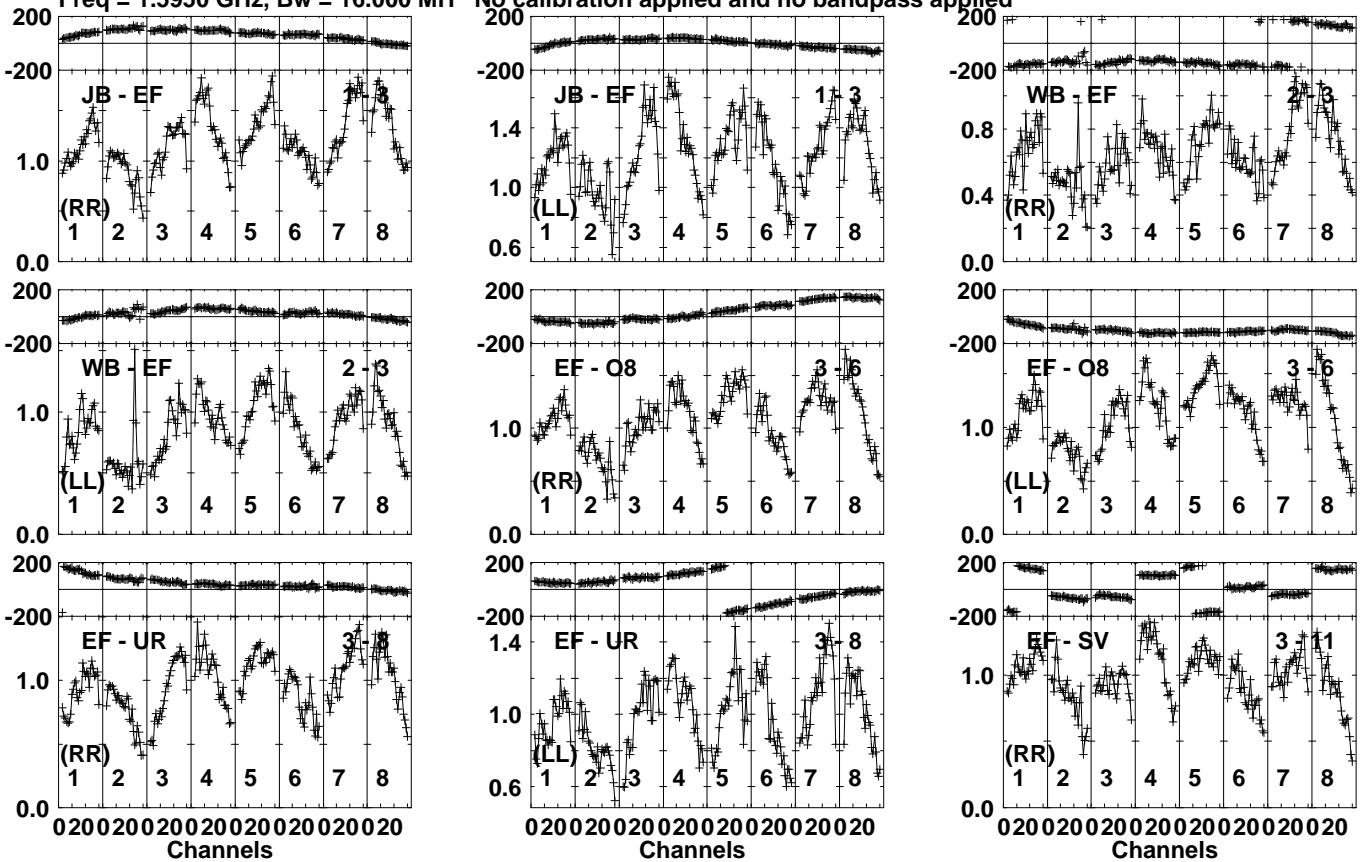 Freq = 1.5950 GHz, Bw = 16.000 MH No calibration applied and no bandpass applied
200 200 200
-200 -200
JB - EF 1 - 3 JB - EF 1 - 3 WB - EF 2 - 3
1.4 0.8
1.0 1.0 0.4
(RR) (LL) (RR)
1 2 3 4 5 6 7 8 1 2 3 4 5 6 7 8 1 2 3 4 5 6 7 8
0.6
0.0 0.0
200 200 200
-200 -200 -200
WB - EF 2 - 3 EF - O8 3 - 6 EF - O8 3 - 6
1.0 1.0 1.0
(LL) (RR) (LL)
1 2 3 4 5 6 7 8 1 2 3 4 5 6 7 8 1 2 3 4 5 6 7 8
0.0 0.0 0.0
200 200 200
-200 -200 -200
EF - UR 3 - 8 EF - UR 3 - 8 EF - SV 3 - 11
1.4
1.0 1.0 1.0
(RR) (LL) (RR)
1 2 3 4 5 6 7 8 1 2 3 4 5 6 7 8 1 2 3 4 5 6 7 8
0.6
0.0 0.0
0 20 0 20 0 20 0 20 0 20 0 20 0 20 0 20 0 20 0 20 0 20 0 20 0 20 0 20 0 20 0 20 0 20 0 20 0 20 0 20 0 20 0 20 0 20 0 20
Channels Channels Channels